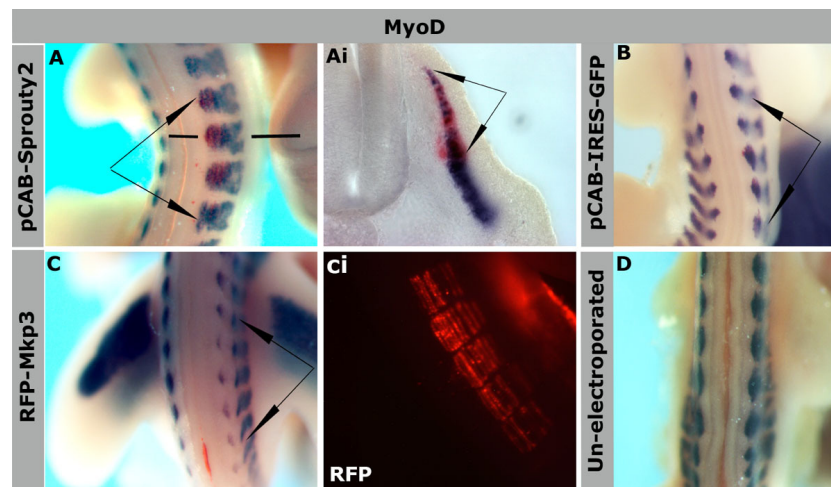 MyoD
pCAB-Sprouty2
A
Ai
pCAB-IRES-GFP
B
RFP-Mkp3
C
ci
RFP
Un-electroporated
D